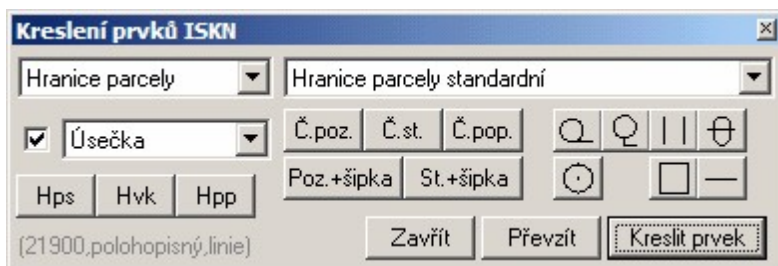 Kreslení prvků ISKN
Hranice parcely Hranice parcely standardní
Úsečka Č.poz. Č.st. Č.pop.
Poz.+šipka St.+šipka
Hps Hvk Hpp
(21900,polohopisný,linie) Zavřít Převzít Kreslit prvek